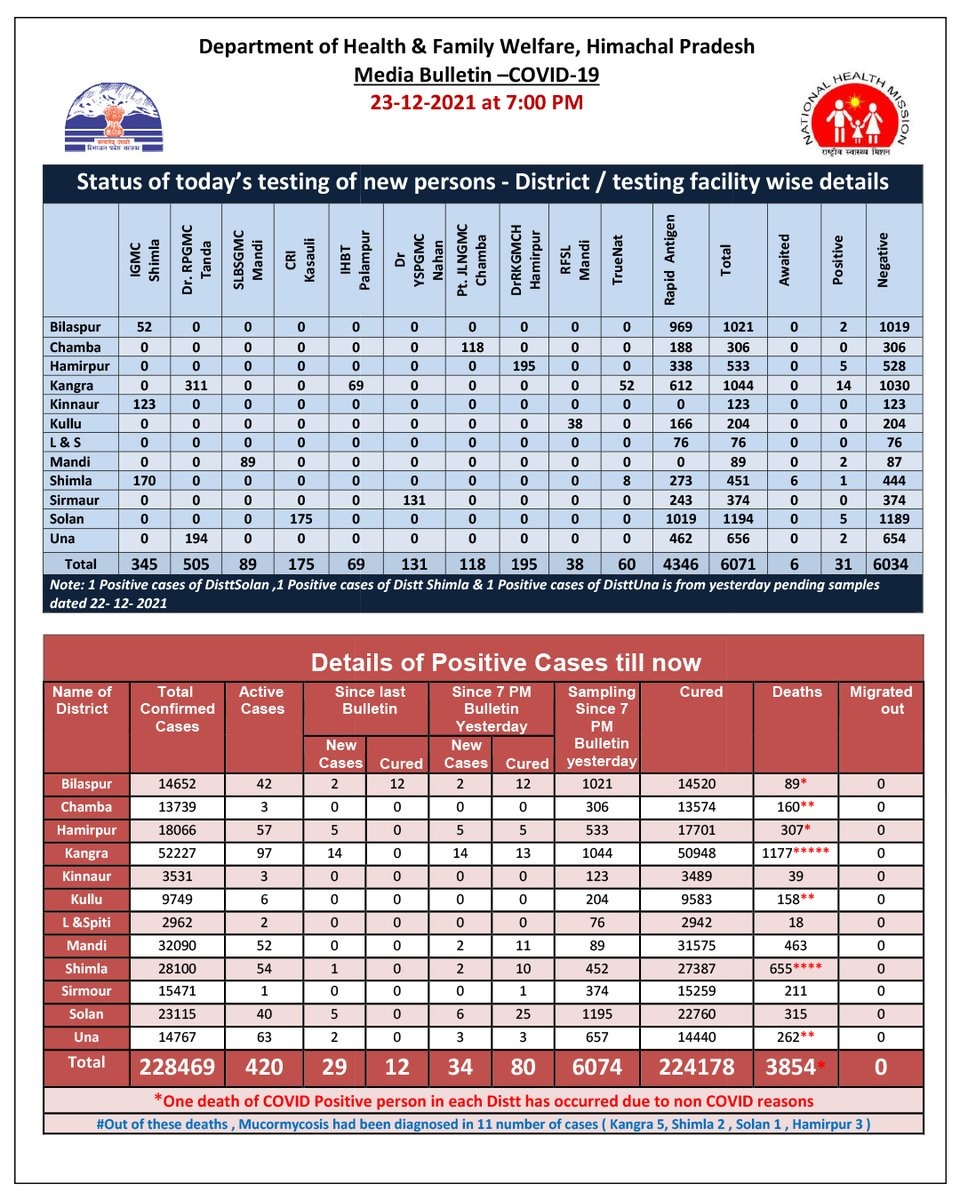 Department of Health & Family Welfare, Himachal Pradesh
Media Bulletin –COVID-19
23-12-2021 at 7:00 PM
हिमाचल प्रदेश सरकार
NATIONAL HEALTH MISSION
राष्ट्रीय स्वास्थ्य मिशन
Status of today's testing of new persons - District / testing facility wise details
IGMC Shimla Dr. RPGMC Tanda SLBSGMC Mandi CRI Kasauli IHBT Palampur Dr YSPGMC Nahan Pt. JLNGMC Chamba DrRKGMCH Hamirpur RFSL Mandi TrueNat Rapid Antigen Total Awaited Positive Negative
Bilaspur 52 0 0 0 0 0 0 0 0 0 969 1021 0 2 1019
Chamba 0 0 0 0 0 0 118 0 0 0 188 306 0 0 306
Hamirpur 0 0 0 0 0 0 0 195 0 0 338 533 0 5 528
Kangra 0 311 0 0 69 0 0 0 0 52 612 1044 0 14 1030
Kinnaur 123 0 0 0 0 0 0 0 0 0 0 123 0 0 123
Kullu 0 0 0 0 0 0 0 0 38 0 166 204 0 0 204
L & S 0 0 0 0 0 0 0 0 0 0 76 76 0 0 76
Mandi 0 0 89 0 0 0 0 0 0 0 0 89 0 2 87
Shimla 170 0 0 0 0 0 0 0 0 8 273 451 6 1 444
Sirmaur 0 0 0 0 0 131 0 0 0 0 243 374 0 0 374
Solan 0 0 0 175 0 0 0 0 0 0 1019 1194 0 5 1189
Una 0 194 0 0 0 0 0 0 0 0 462 656 0 2 654
Total 345 505 89 175 69 131 118 195 38 60 4346 6071 6 31 6034
Note: 1 Positive cases of DisttSolan ,1 Positive cases of Distt Shimla & 1 Positive cases of DisttUna is from yesterday pending samples
dated 22- 12- 2021
Details of Positive Cases till now
Name of District Total Confirmed Cases Active Cases Since last Bulletin Since 7 PM Bulletin Yesterday Sampling Since 7 PM Bulletin yesterday Cured Deaths Migrated out
New Cases Cured New Cases Cured
Bilaspur 14652 42 2 12 2 12 1021 14520 89* 0
Chamba 13739 3 0 0 0 0 306 13574 160** 0
Hamirpur 18066 57 5 0 5 5 533 17701 307* 0
Kangra 52227 97 14 0 14 13 1044 50948 1177***** 0
Kinnaur 3531 3 0 0 0 0 123 3489 39 0
Kullu 9749 6 0 0 0 0 204 9583 158** 0
L &Spiti 2962 2 0 0 0 0 76 2942 18 0
Mandi 32090 52 0 0 2 11 89 31575 463 0
Shimla 28100 54 1 0 2 10 452 27387 655**** 0
Sirmour 15471 1 0 0 0 1 374 15259 211 0
Solan 23115 40 5 0 6 25 1195 22760 315 0
Una 14767 63 2 0 3 3 657 14440 262** 0
Total 228469 420 29 12 34 80 6074 224178 3854* 0
*One death of COVID Positive person in each Distt has occurred due to non COVID reasons
#Out of these deaths , Mucormycosis had been diagnosed in 11 number of cases ( Kangra 5, Shimla 2 , Solan 1 , Hamirpur 3 )